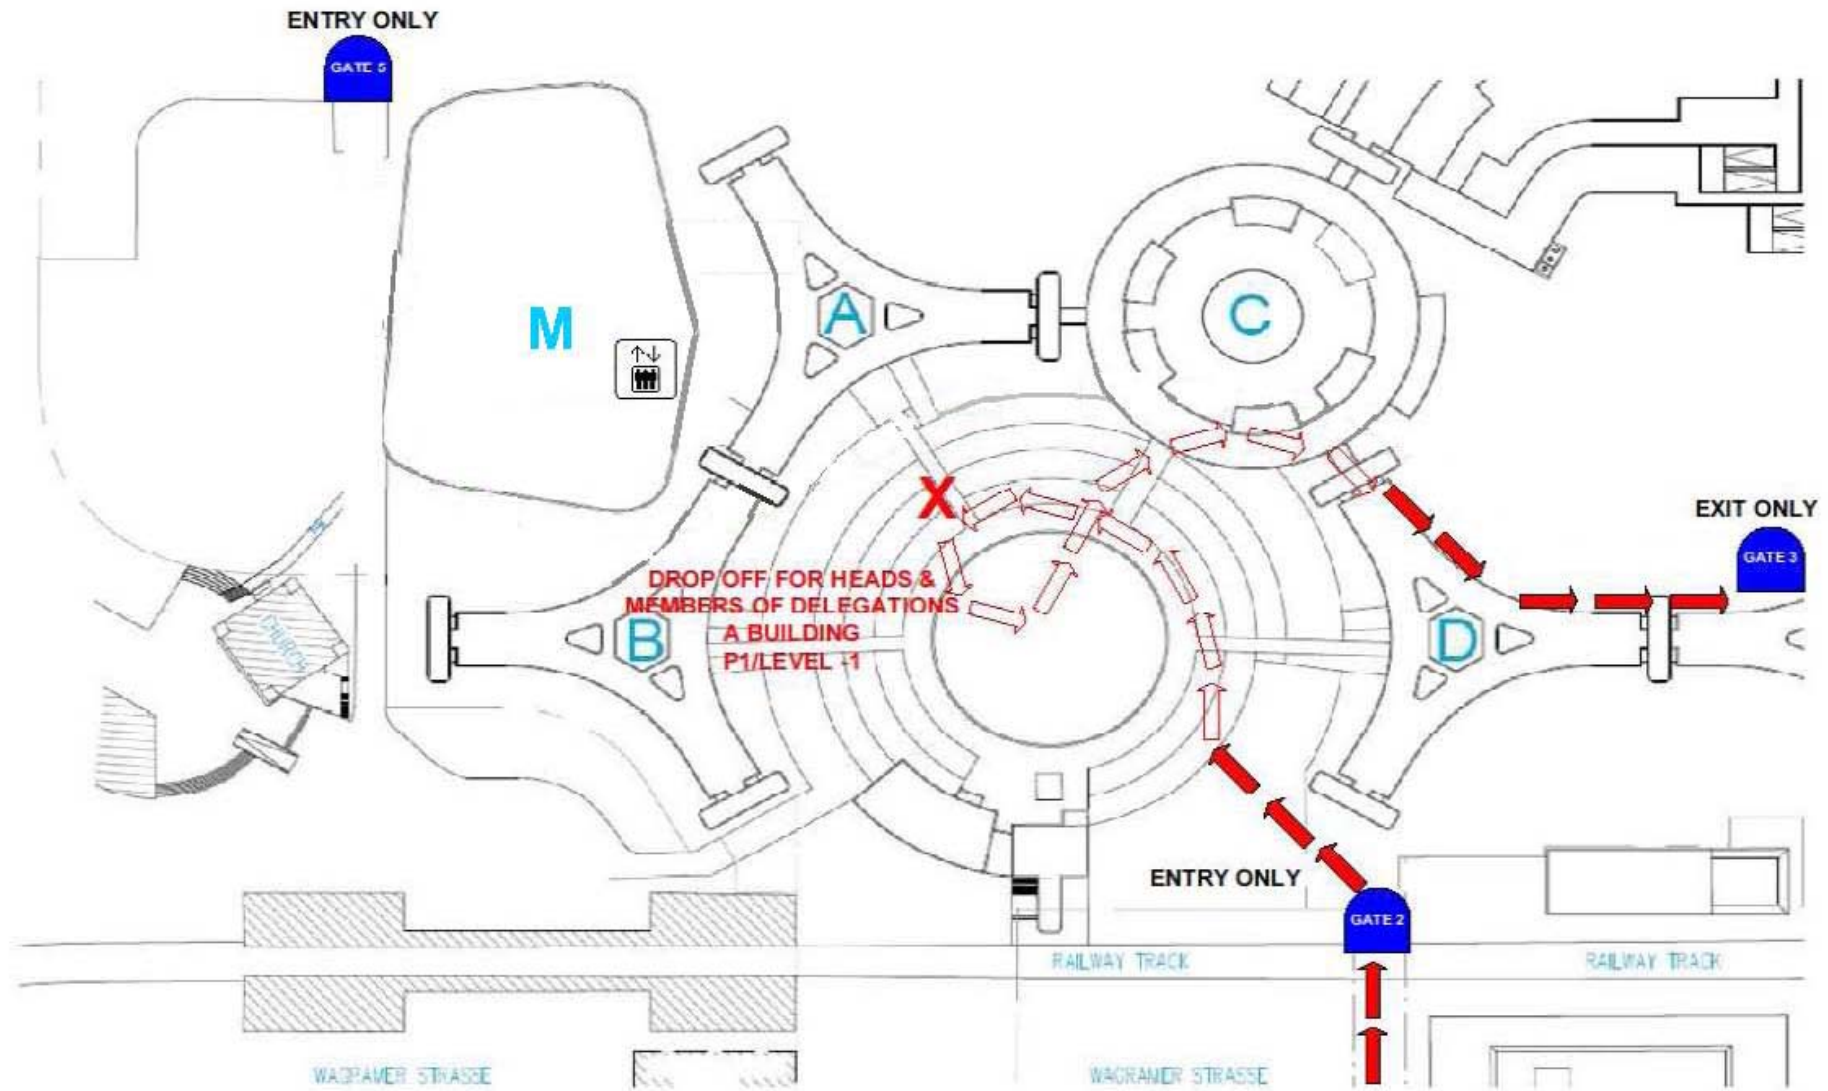 ENTRY ONLY
GATE 5
M
A
C
X
EXIT ONLY
GATE 3
DROP OFF FOR HEADS &
MEMBERS OF DELEGATIONS
A BUILDING
P1/LEVEL -1
B
D
CHURCH
ENTRY ONLY
GATE 2
RAILWAY TRACK
RAILWAY TRACK
WAGRAMER STRASSE
WAGRAMER STRASSE